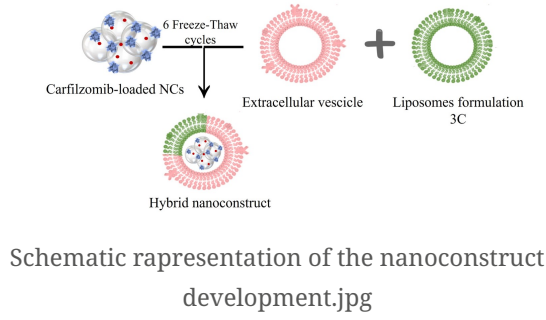 6 Freeze-Thaw
cycles
Carfilzomib-loaded NCs
Extracellular vescicle
Liposomes formulation
3C
Hybrid nanoconstruct
Schematic rapresentation of the nanoconstruct
development.jpg